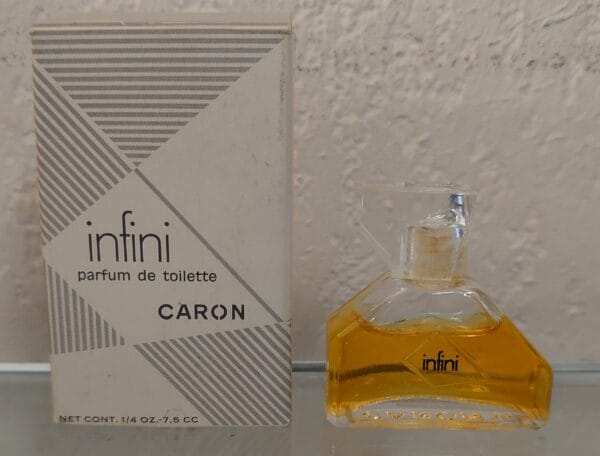 infini
parfum de toilette
CARON
NET CONT. 1/4 OZ.-7.5 CC
infini